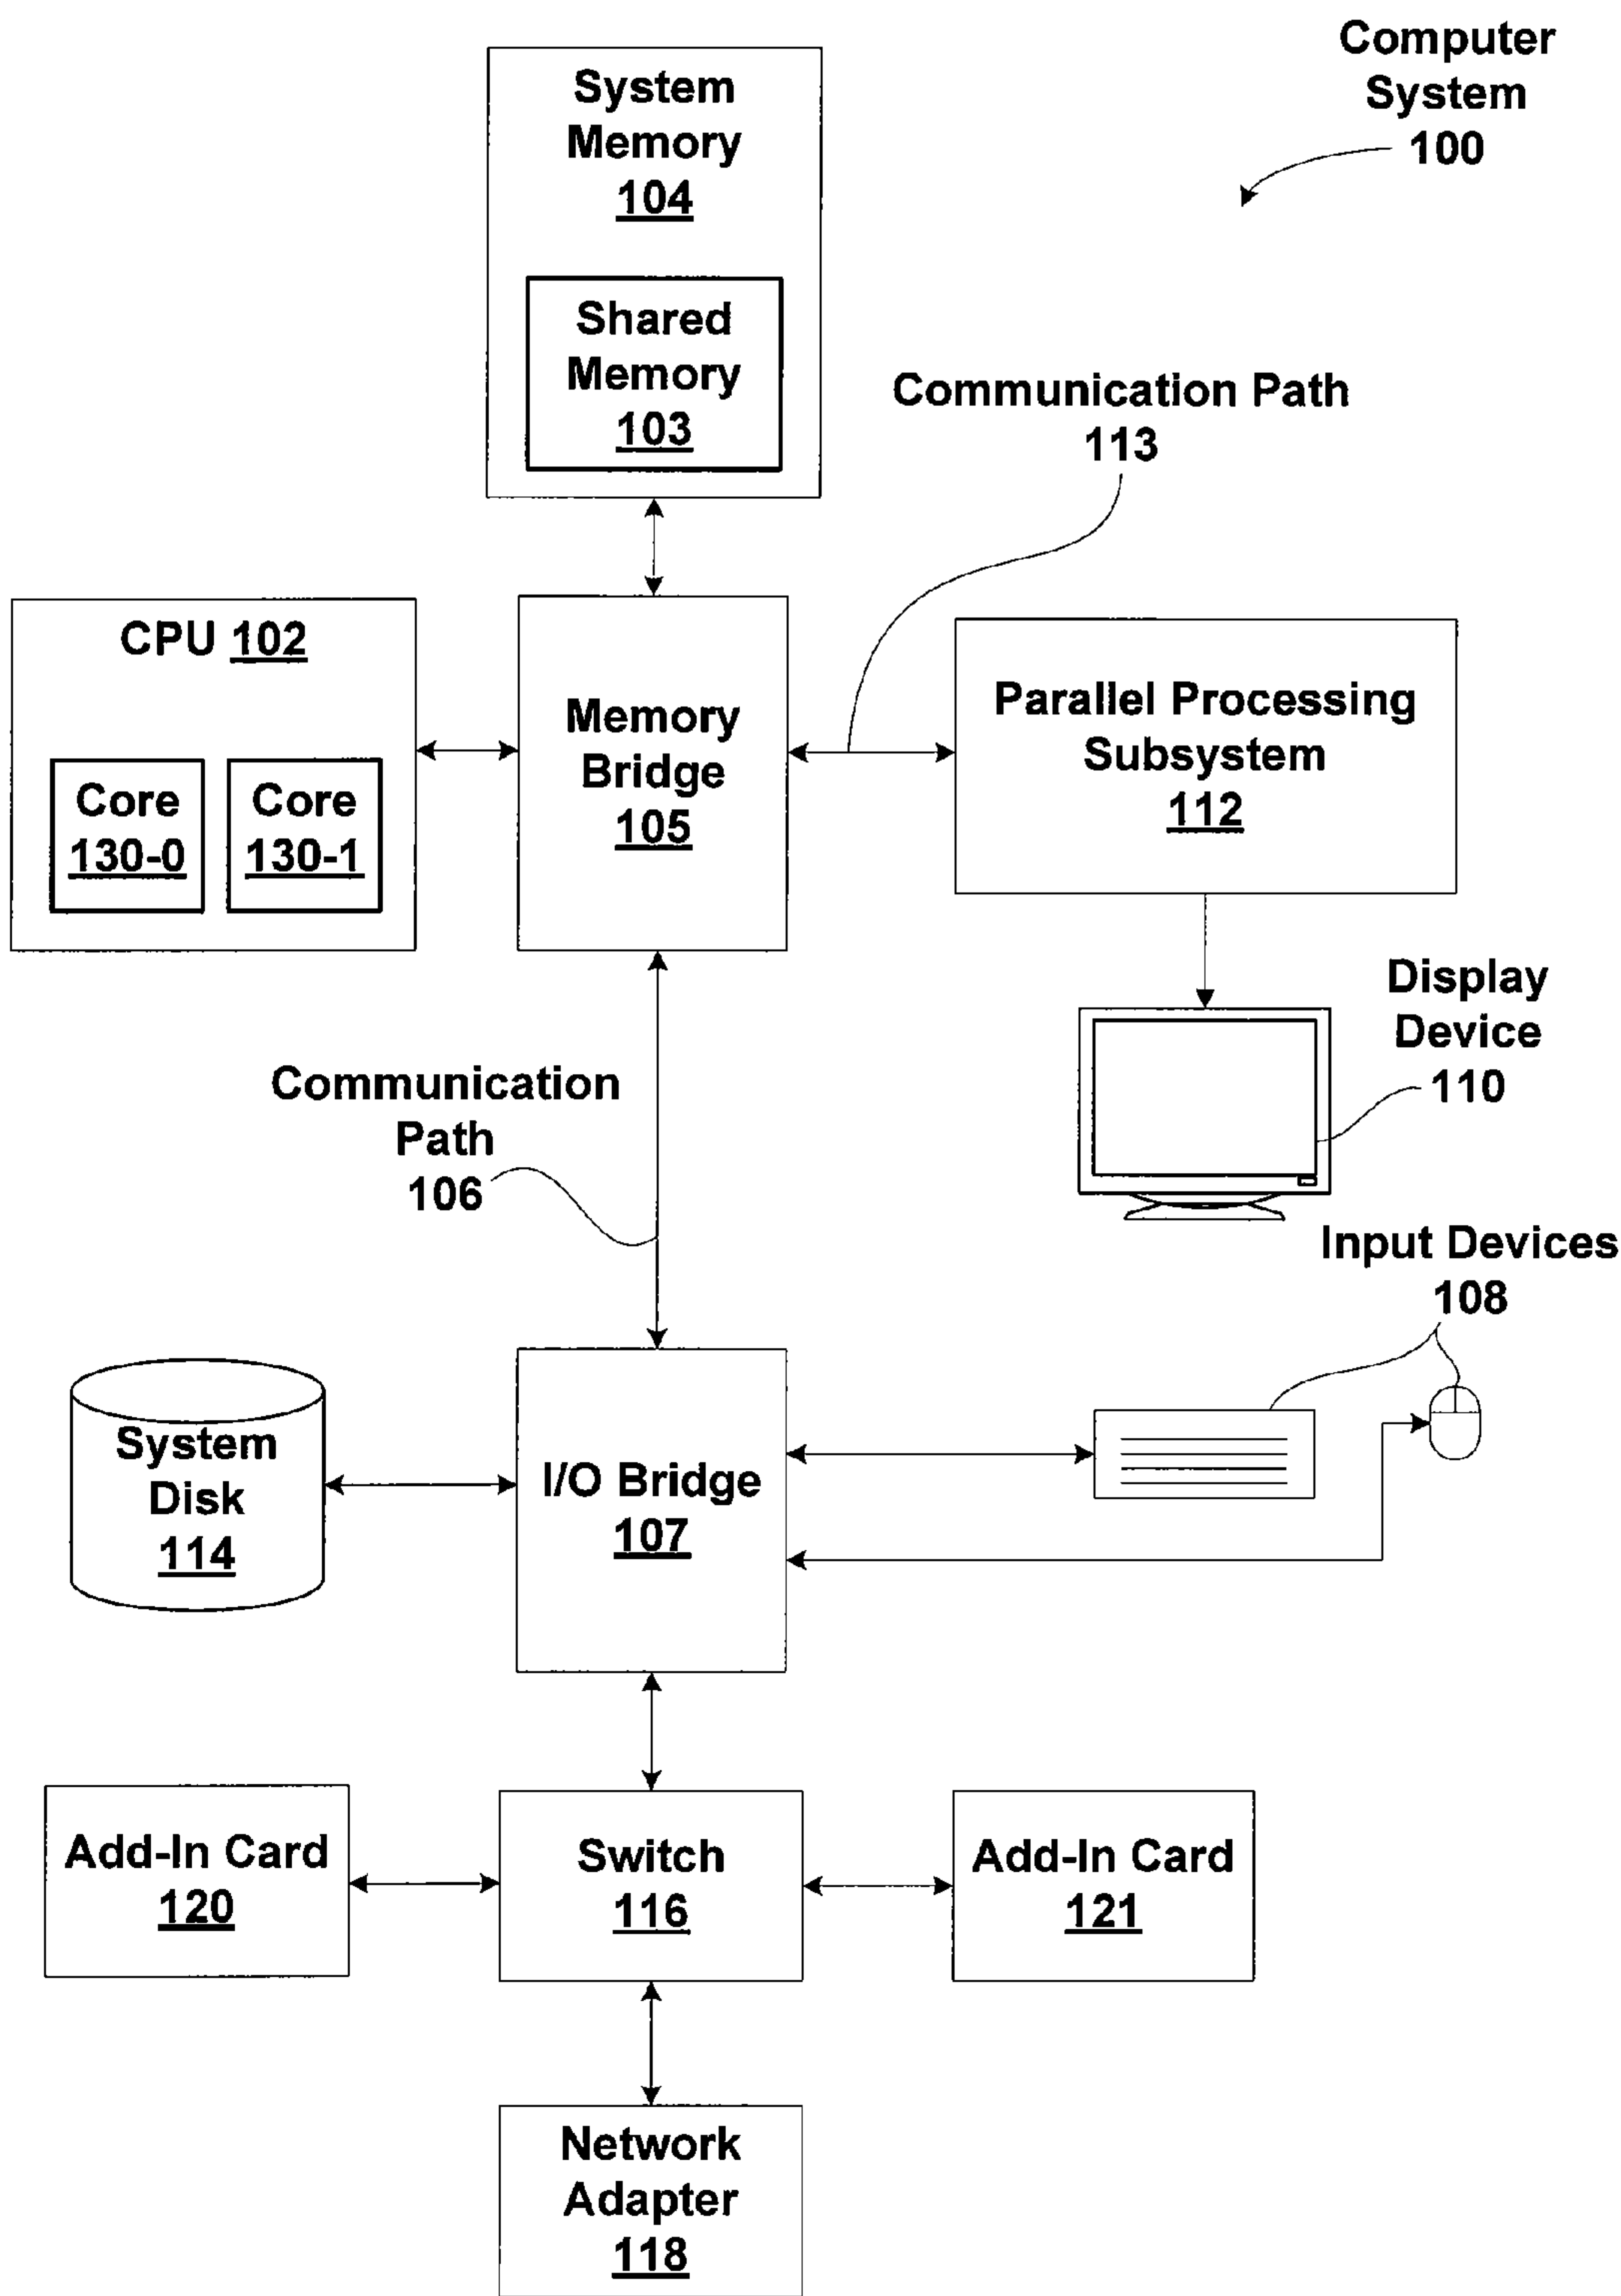 Computer
System
100
System
Memory
104
Shared
Memory
103
Communication Path
113
CPU 102
Core
130-0
Core
130-1
Memory
Bridge
105
Parallel Processing
Subsystem
112
Display
Device
110
Communication
Path
106
Input Devices
108
System
Disk
114
I/O Bridge
107
Add-In Card
120
Switch
116
Add-In Card
121
Network
Adapter
118